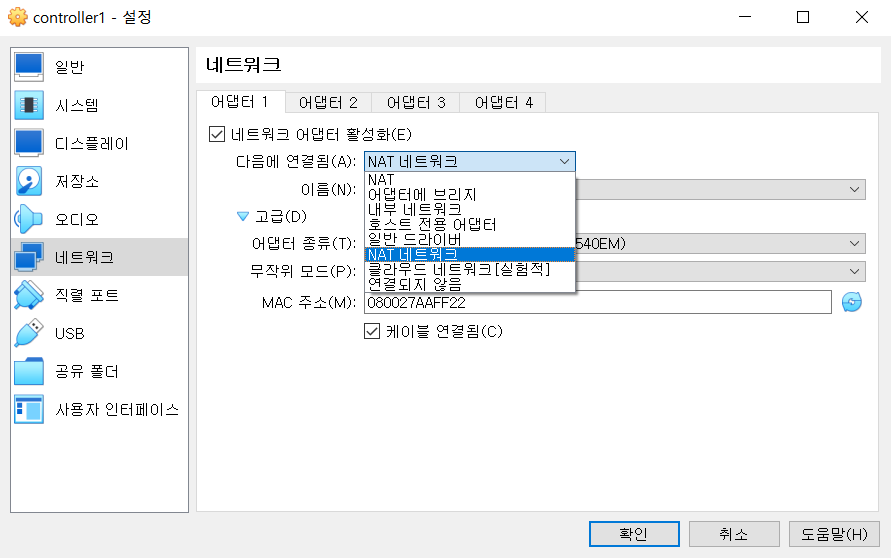 controller1 - 설정
일반
시스템
디스플레이
저장소
오디오
네트워크
직렬 포트
USB
공유 폴더
사용자 인터페이스
네트워크
어댑터 1 어댑터 2 어댑터 3 어댑터 4
네트워크 어댑터 활성화(E)
다음에 연결됨(A): NAT 네트워크
NAT
어댑터에 브리지
내부 네트워크
호스트 전용 어댑터
일반 드라이버
NAT 네트워크
클라우드 네트워크[실험적]
연결되지 않음
이름(N):
고급(D)
어댑터 종류(T): 540EM)
무작위 모드(P):
MAC 주소(M): 080027AAFF22
케이블 연결됨(C)
확인 취소 도움말(H)